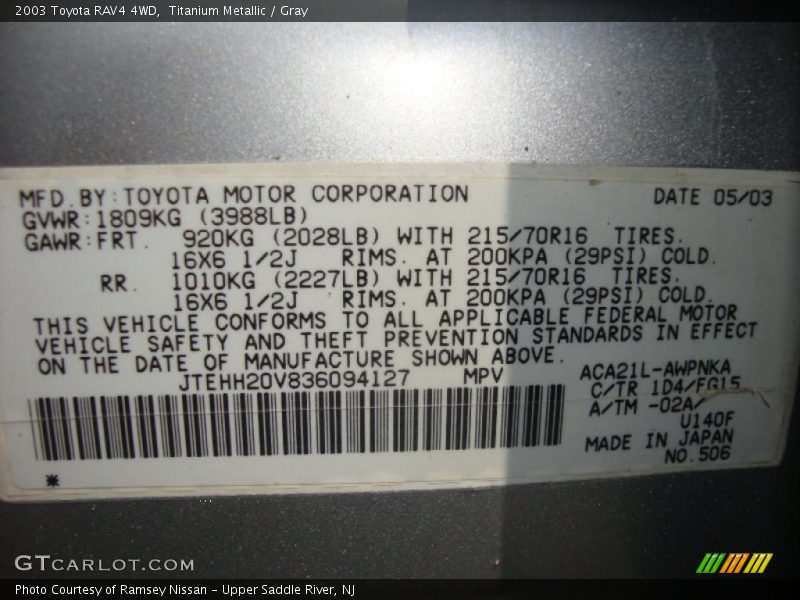 2003 Toyota RAV4 4WD,  Titanium Metallic / Gray
MFD.BY:TOYOTA MOTOR CORPORATION DATE 05/03
GVWR:1809KG (3988LB)
GAWR:FRT. 920KG (2028LB) WITH 215/70R16 TIRES.
16X6 1/2J RIMS. AT 200KPA (29PSI) COLD.
RR. 1010KG (2227LB) WITH 215/70R16 TIRES.
16X6 1/2J RIMS. AT 200KPA (29PSI) COLD.
THIS VEHICLE CONFORMS TO ALL APPLICABLE FEDERAL MOTOR
VEHICLE SAFETY AND THEFT PREVENTION STANDARDS IN EFFECT
ON THE DATE OF MANUFACTURE SHOWN ABOVE.
JTEHH20V836094127 MPV ACA21L-AWPNKA
C/TR 1D4/FG15
A/TM -02A/
U140F
MADE IN JAPAN
NO.506
*
GTCARLOT.COM
Photo Courtesy of Ramsey Nissan - Upper Saddle River, NJ